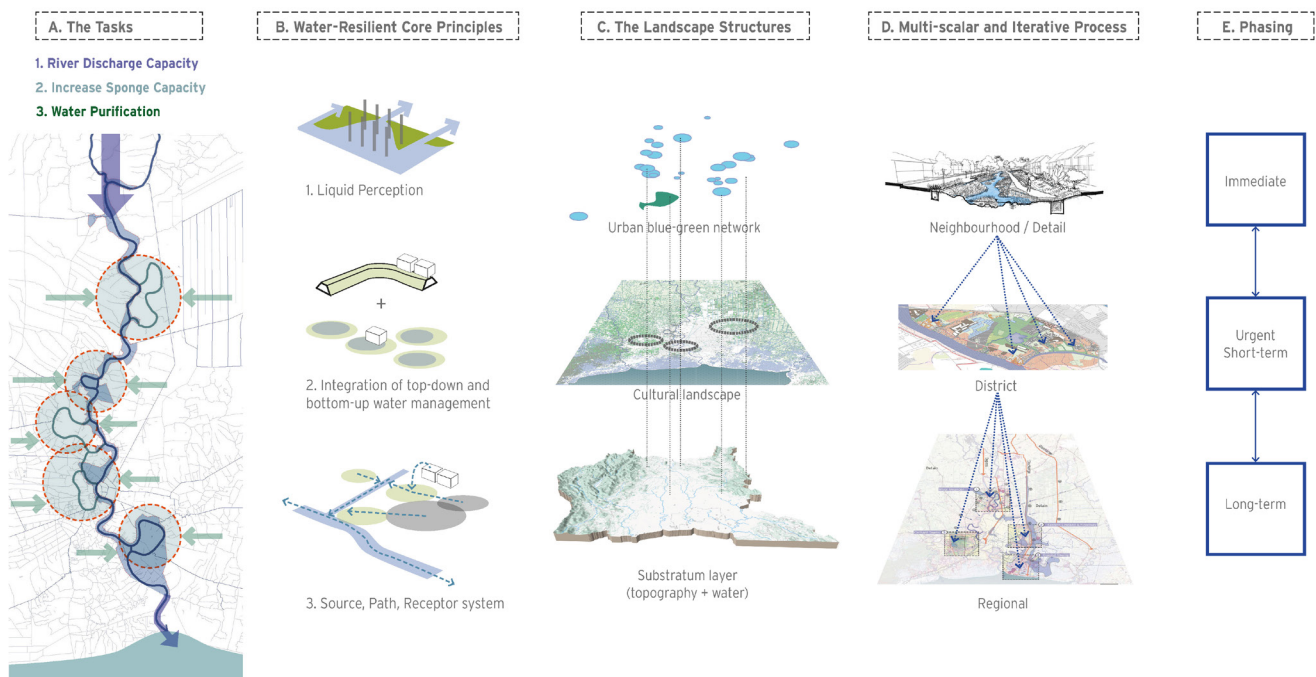 A. The Tasks
1. River Discharge Capacity
2. Increase Sponge Capacity
3. Water Purification
B. Water-Resilient Core Principles
1. Liquid Perception
+
2. Integration of top-down and
bottom-up water management
3. Source, Path, Receptor system
C. The Landscape Structures
Urban blue-green network
Cultural landscape
Substratum layer
(topography + water)
D. Multi-scalar and Iterative Process
Neighbourhood / Detail
District
Regional
E. Phasing
Immediate
Urgent
Short-term
Long-term